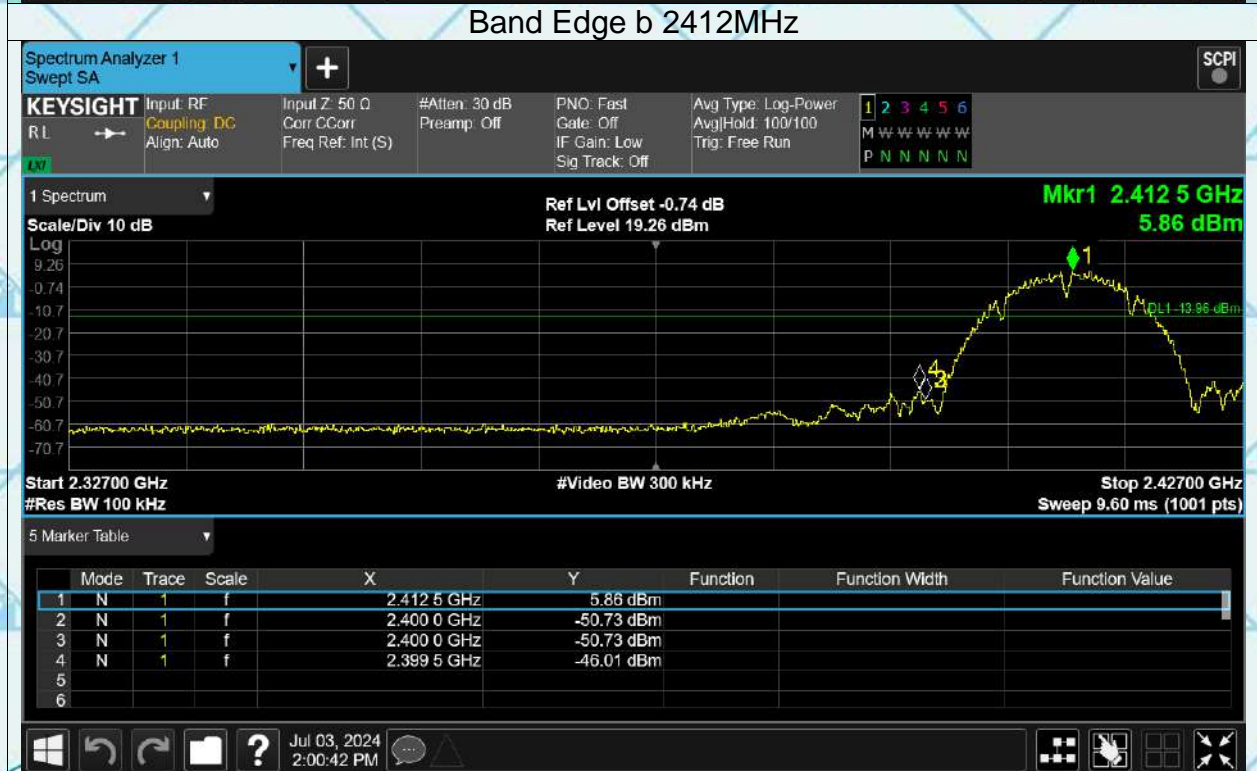 Band Edge b 2412MHz
Spectrum Analyzer 1
Swept SA
+
SCPI
KEYSIGHT Input: RF Input Z: 50 Ω #Atten: 30 dB PNO: Fast Avg Type: Log-Power 1 2 3 4 5 6
RL Coupling: DC Corr CCorr Preamp: Off Gate: Off Avg|Hold: 100/100 M W W W W W
Align: Auto Freq Ref: Int (S) IF Gain: Low Trig: Free Run
LXI Sig Track: Off P N N N N N
1 Spectrum Ref Lvl Offset -0.74 dB Mkr1 2.412 5 GHz
Scale/Div 10 dB Ref Level 19.26 dBm 5.86 dBm
Log
9.26
-0.74
-10.7
-20.7
-30.7
-40.7
-50.7
-60.7
-70.7
1
DL1 -13.96 dBm
4
Start 2.32700 GHz #Video BW 300 kHz Stop 2.42700 GHz
#Res BW 100 kHz Sweep 9.60 ms (1001 pts)
5 Marker Table
Mode Trace Scale X Y Function Function Width Function Value
1 N 1 f 2.412 5 GHz 5.86 dBm
2 N 1 f 2.400 0 GHz -50.73 dBm
3 N 1 f 2.400 0 GHz -50.73 dBm
4 N 1 f 2.399 5 GHz -46.01 dBm
5
6
? Jul 03, 2024
2:00:42 PM